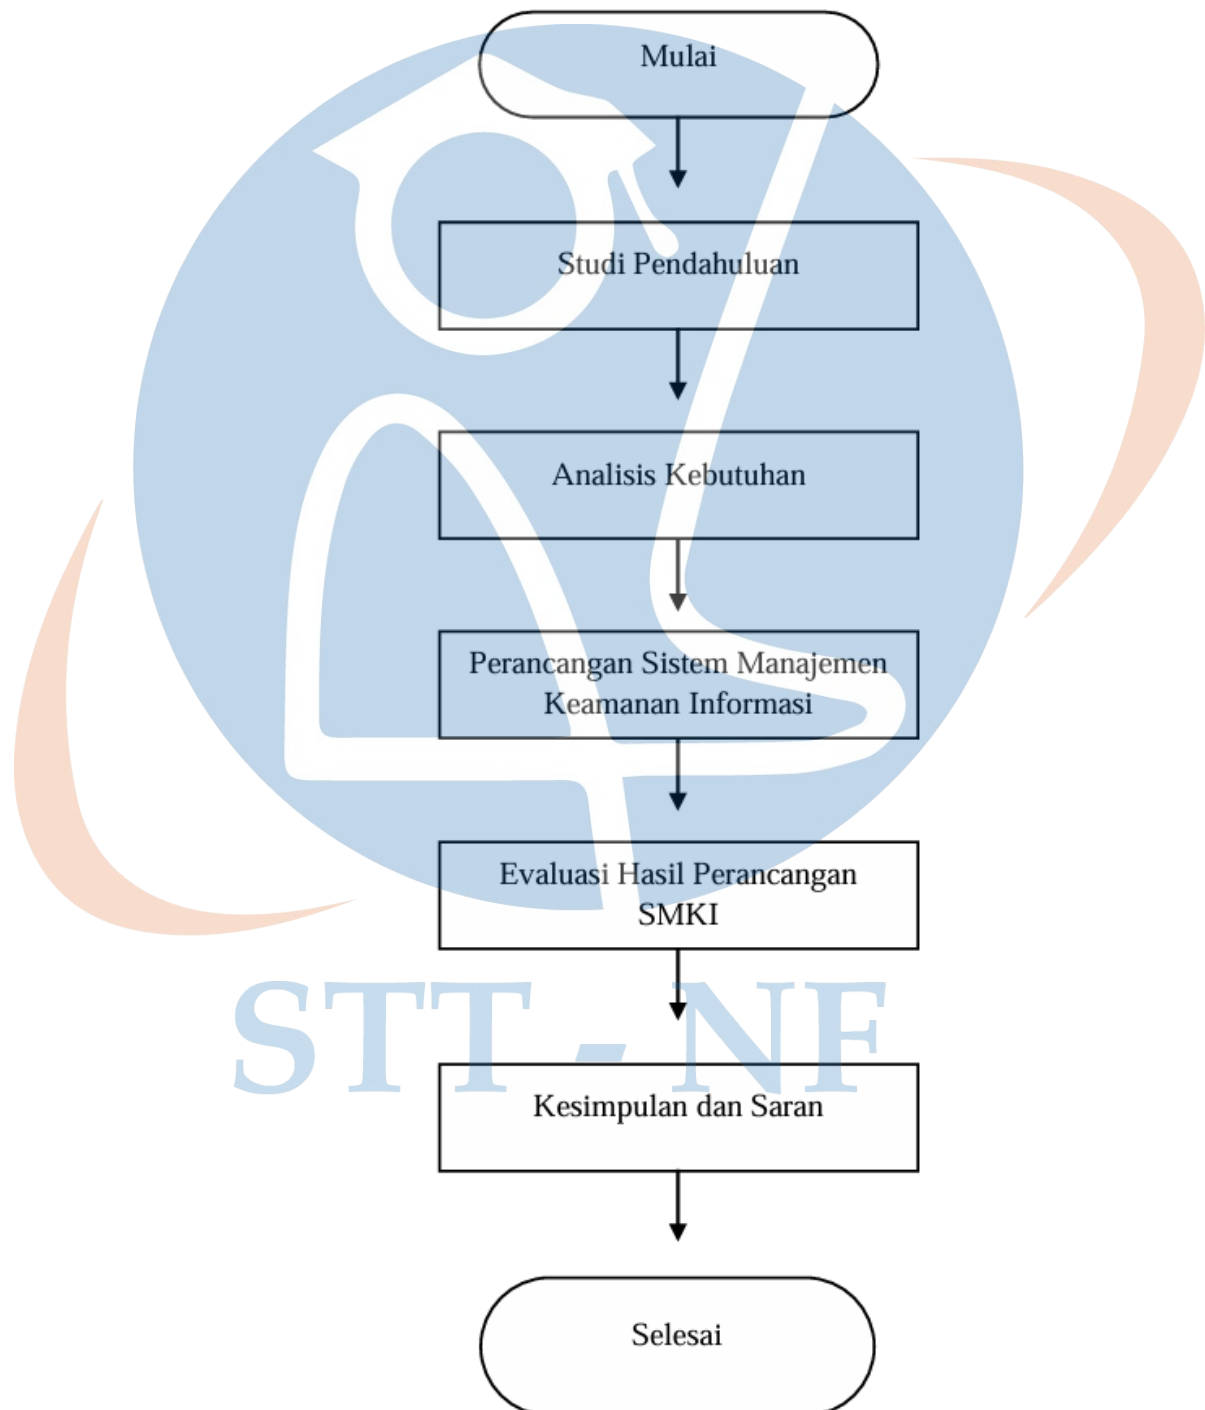 Mulai
Studi Pendahuluan
Analisis Kebutuhan
Perancangan Sistem Manajemen
Keamanan Informasi
Evaluasi Hasil Perancangan
SMKI
STT - NF
Kesimpulan dan Saran
Selesai